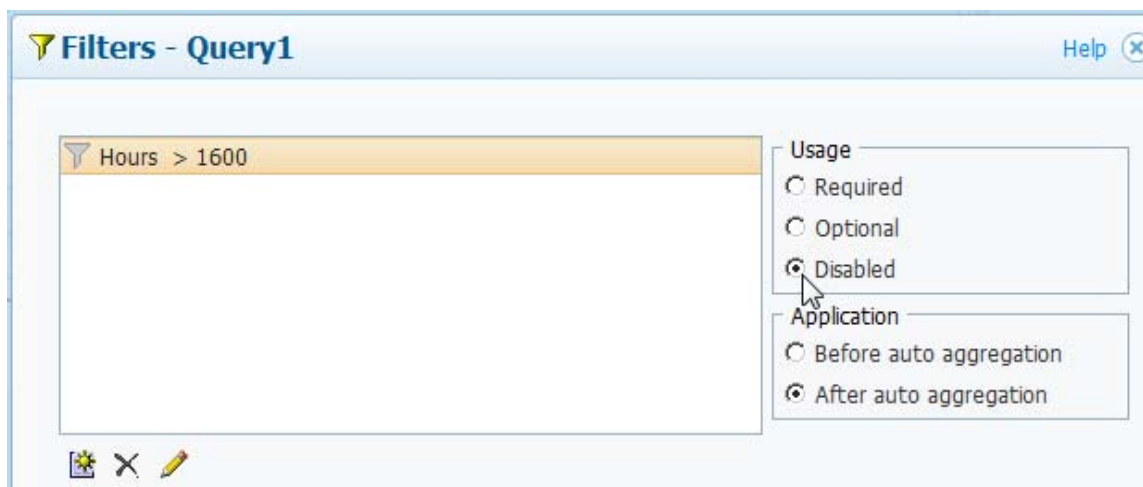 Filters - Query1
Help
Hours > 1600
Usage
Required
Optional
Disabled
Application
Before auto aggregation
After auto aggregation